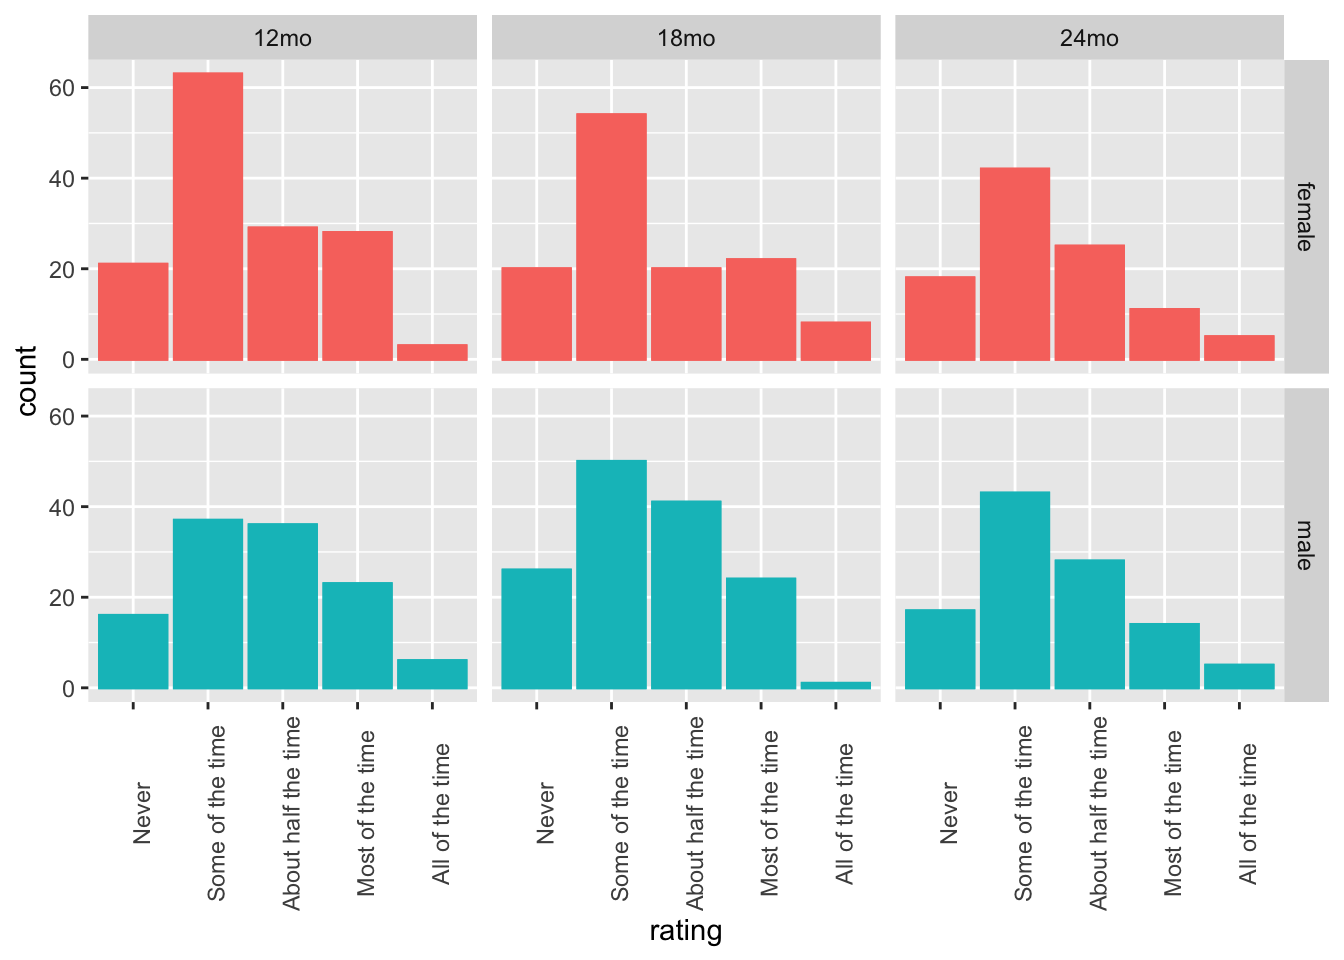 12mo
18mo
24mo
count
60
40
20
0
female
60
40
20
0
male
Never
Some of the time
About half the time
Most of the time
All of the time
Never
Some of the time
About half the time
Most of the time
All of the time
Never
Some of the time
About half the time
Most of the time
All of the time
rating